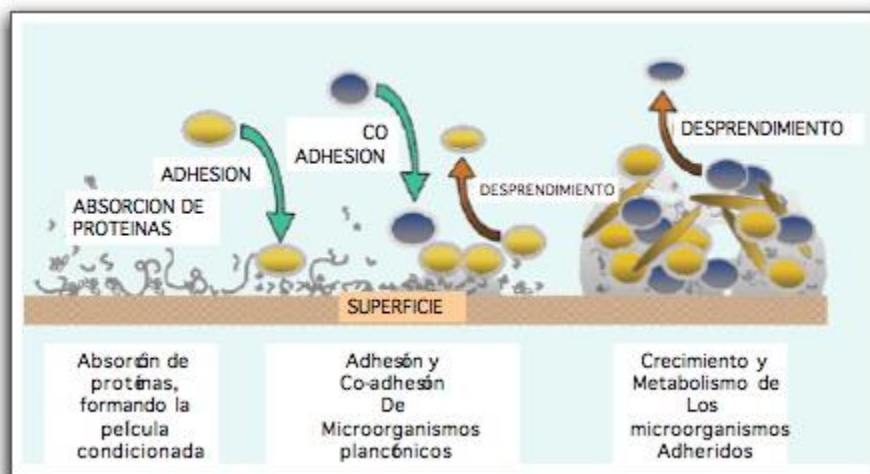 CO
ADHESION
DESPRENDIMIENTO
ADHESION
DESPRENDIMIENTO
ABSORCION DE
PROTEINAS
SUPERFICIE
Absorción de
proteínas,
formando la
película
condicionada
Adhesión y
Co-adhesión
De
Microorganismos
planctónicos
Crecimiento y
Metabolismo de
Los
microorganismos
Adheridos